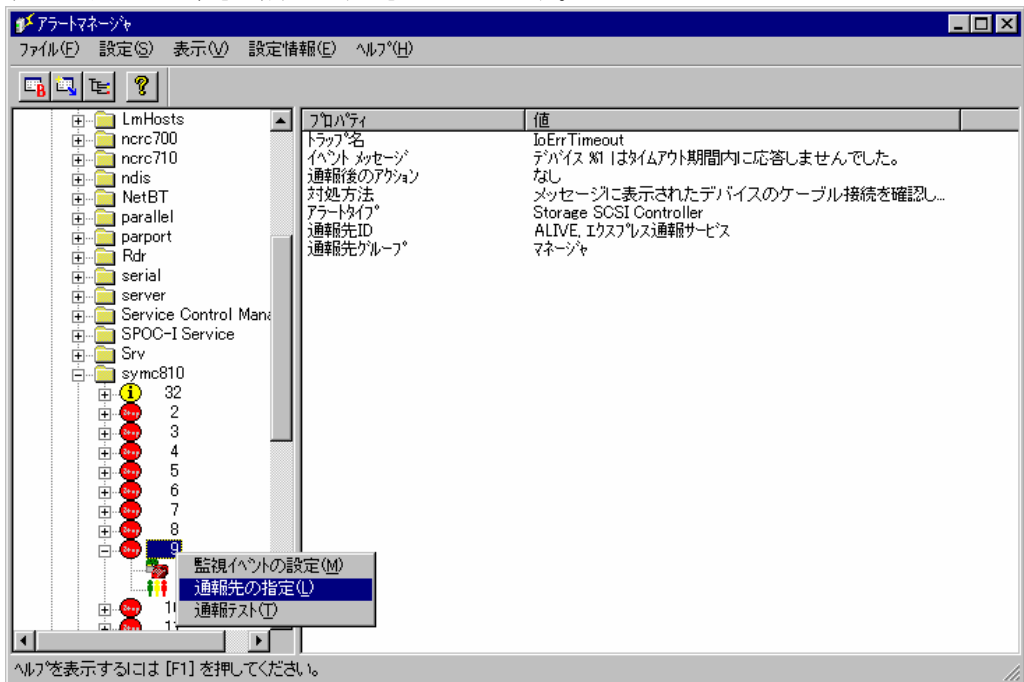 アラートマネージャ
ファイル(F) 設定(S) 表示(V) 設定情報(E) ヘルプ(H)
LmHosts
ncrc700
ncrc710
ndis
NetBT
parallel
parport
Rdr
serial
server
Service Control Mana
SPOC-I Service
Srv
symc810
32
2
3
4
5
6
7
8
9
10
11
監視イベントの設定(M)
通報先の指定(L)
通報テスト(T)
プロパティ 値
トラップ名 IoErrTimeout
イベント メッセージ デバイス %1 はタイムアウト期間内に応答しませんでした。
通報後のアクション なし
対処方法 メッセージに表示されたデバイスのケーブル接続を確認し...
アラートタイプ Storage SCSI Controller
通報先ID ALIVE, エクスプレス通報サービス
通報先グループ マネージャ
ヘルプを表示するには [F1] を押してください。